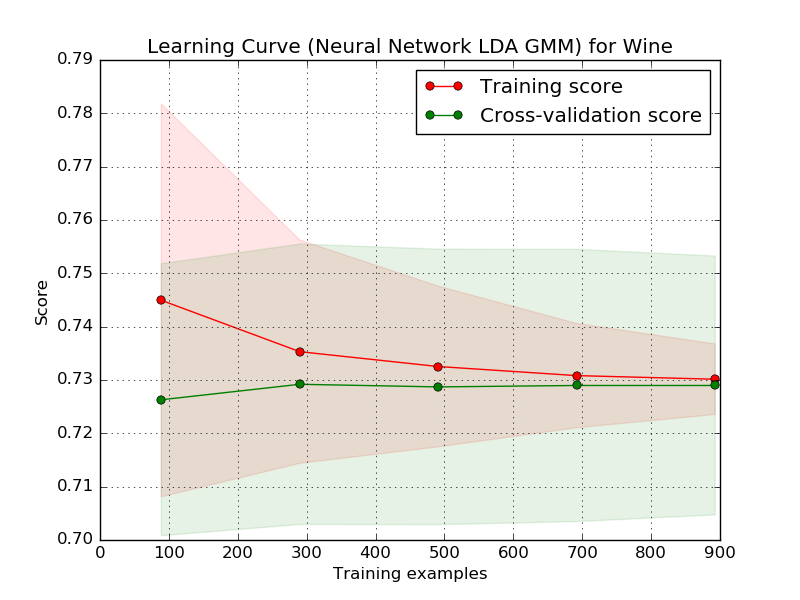 Learning Curve (Neural Network LDA GMM) for Wine
0.79
0.78
0.77
0.76
0.75
0.74
0.73
0.72
0.71
0.70
Score
Training score
Cross-validation score
0 100 200 300 400 500 600 700 800 900
Training examples